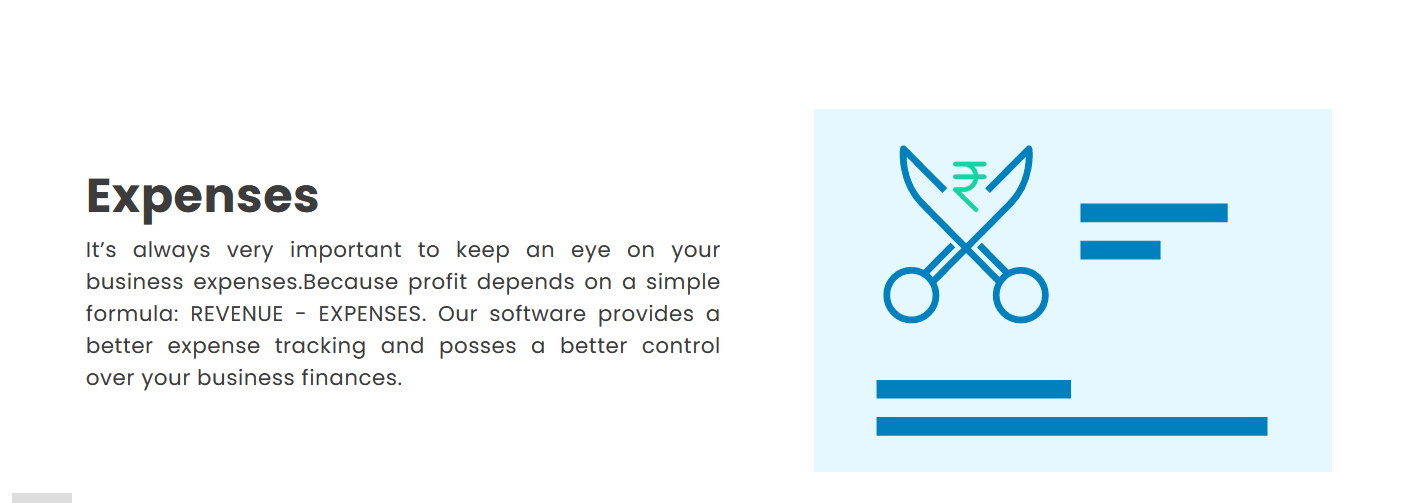 Expenses
It’s always very important to keep an eye on your
business expenses.Because profit depends on a simple
formula: REVENUE - EXPENSES. Our software provides a
better expense tracking and posses a better control
over your business finances.
₹